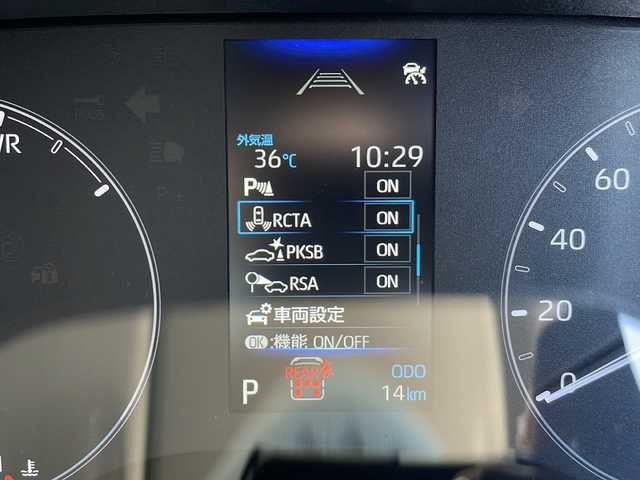 外気温
36℃ 10:29
P ON
RCTA ON
PKSB ON
RSA ON
車両設定
OK :機能 ON/OFF
REAR
ODO
P 14km
60
40
20
0